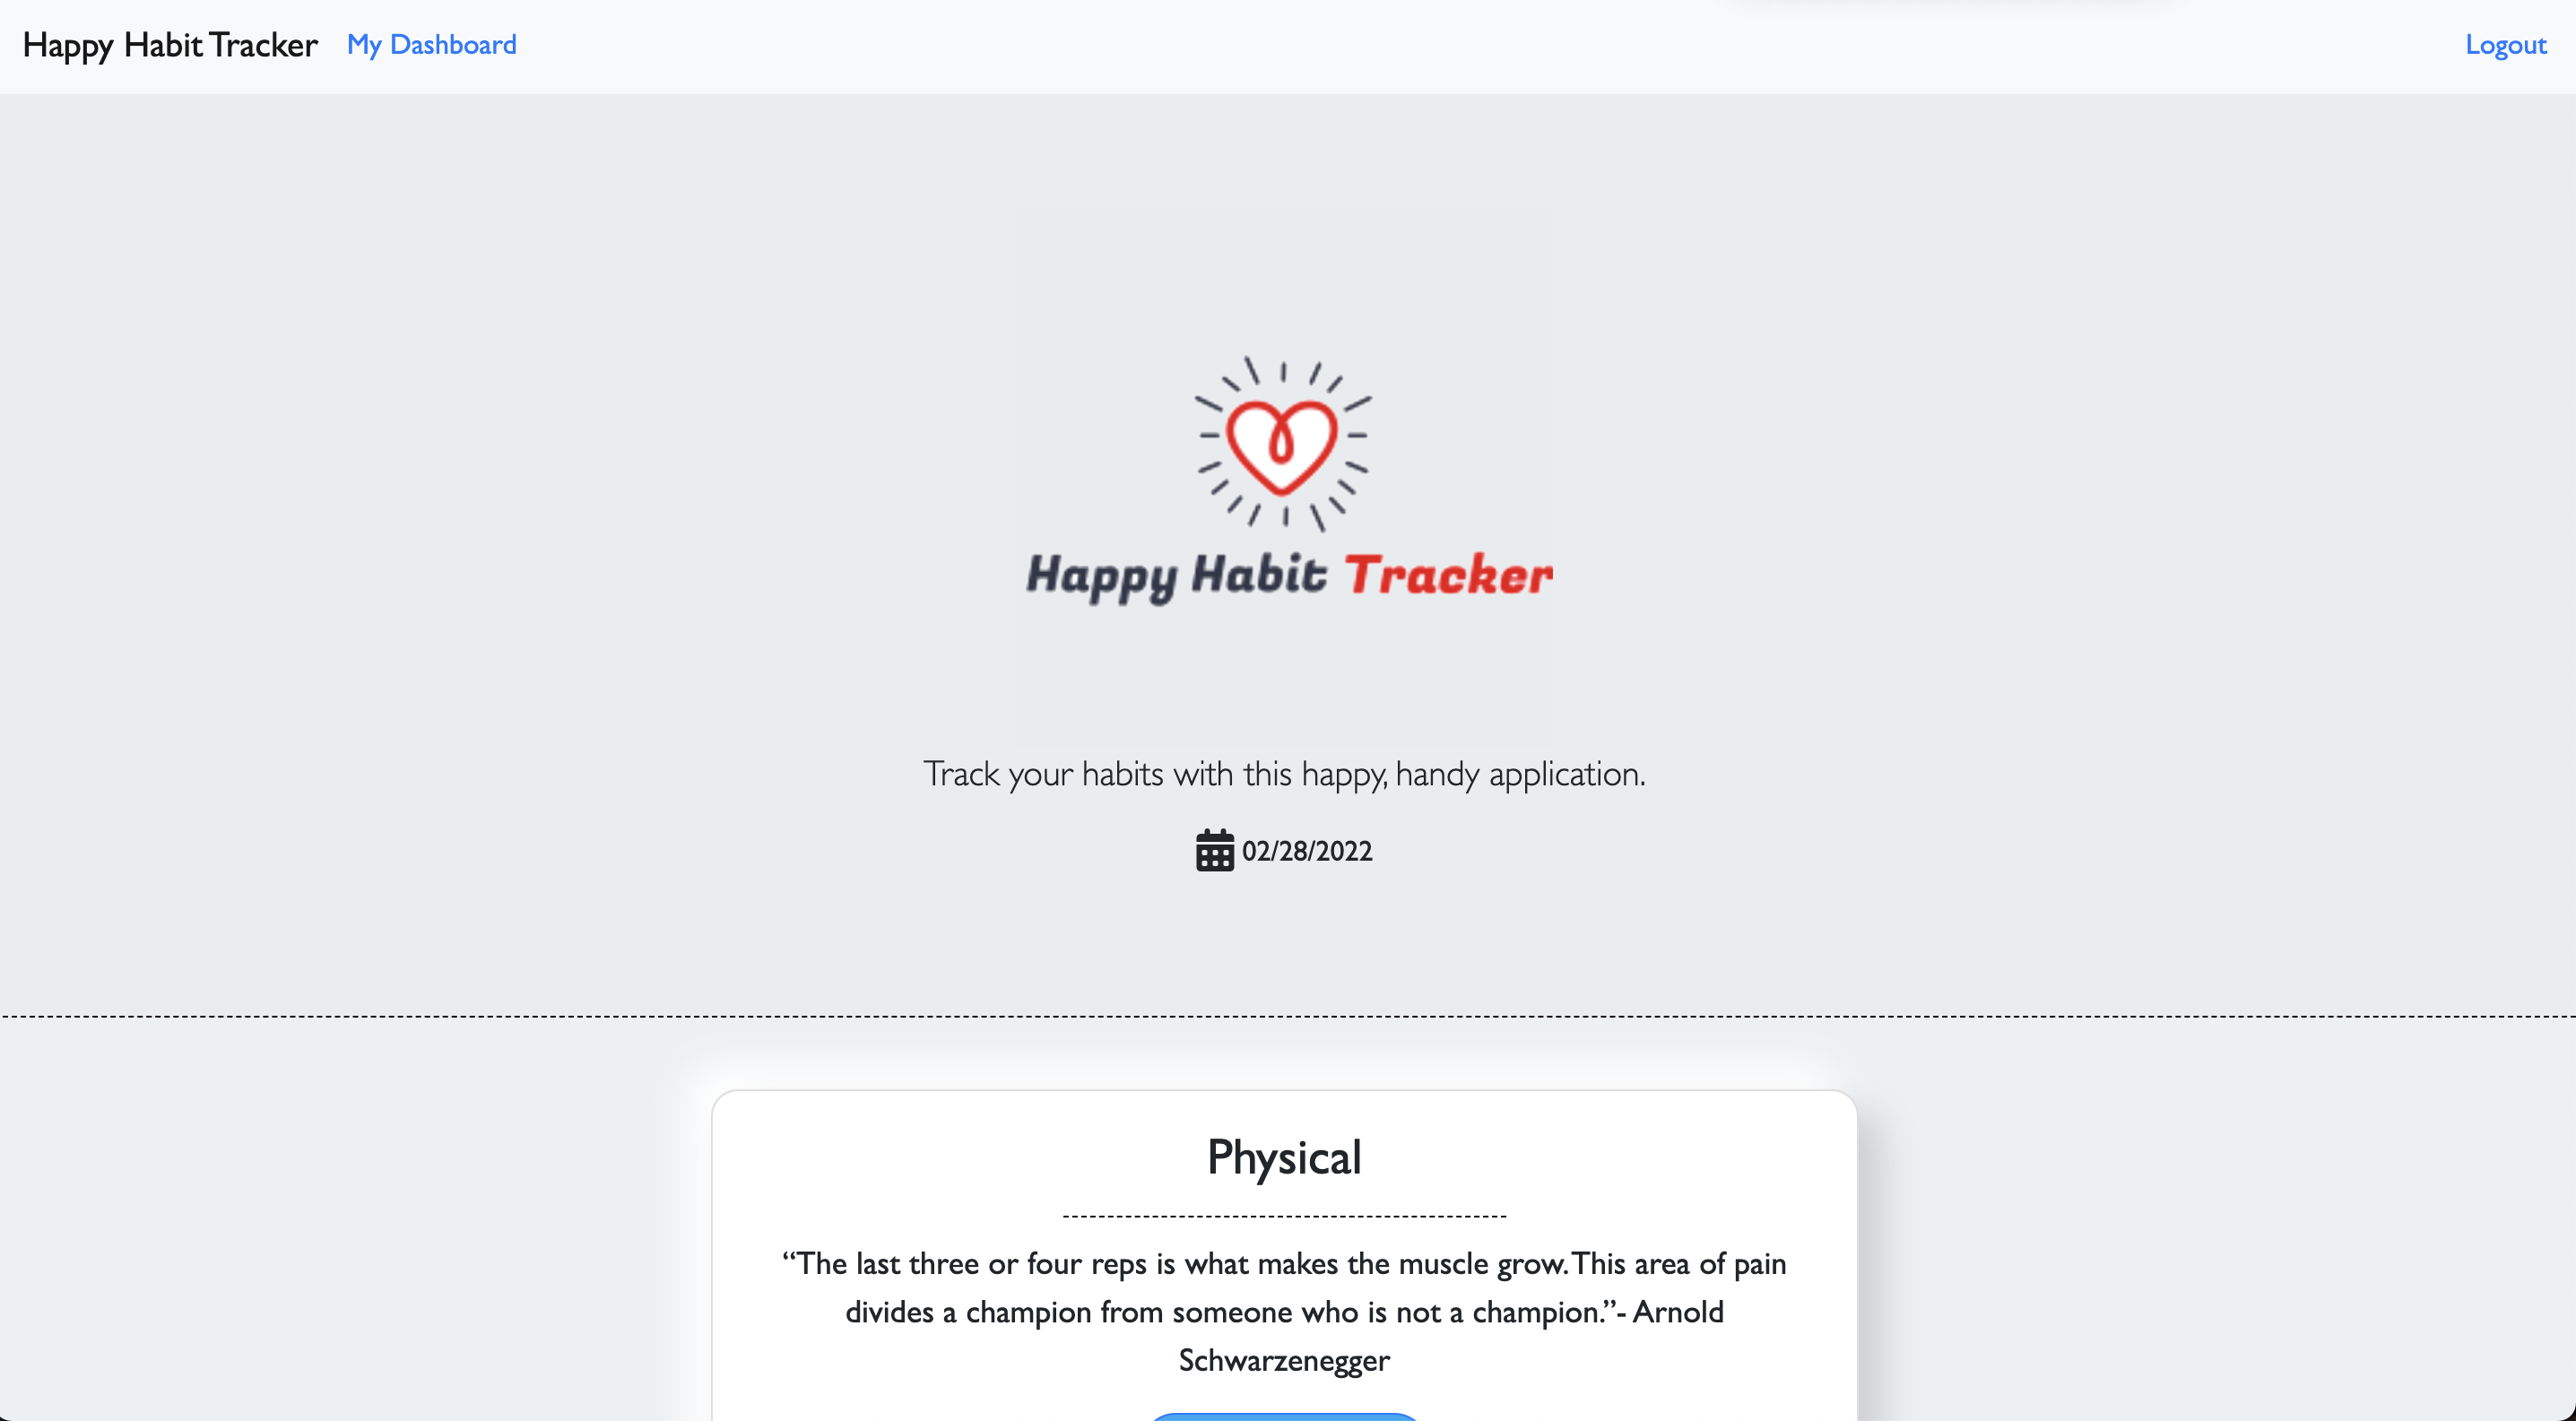 Happy Habit Tracker My Dashboard Logout
Happy Habit Tracker
Track your habits with this happy, handy application.
02/28/2022
Physical
“The last three or four reps is what makes the muscle grow. This area of pain
divides a champion from someone who is not a champion.”- Arnold
Schwarzenegger